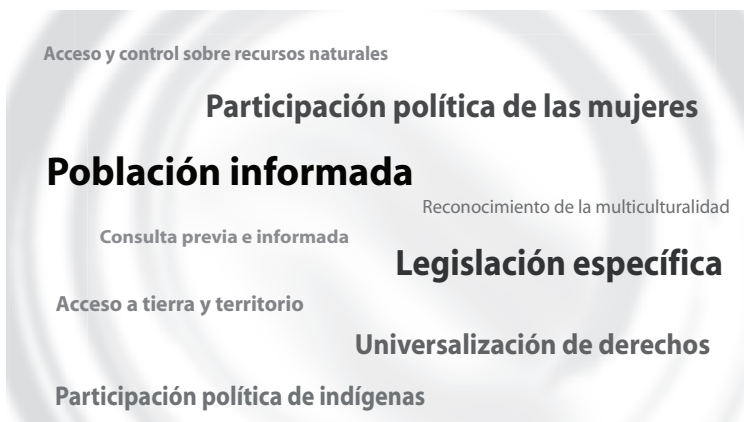 Acceso y control sobre recursos naturales
Participación política de las mujeres
Población informada
Reconocimiento de la multiculturalidad
Consulta previa e informada
Legislación específica
Acceso a tierra y territorio
Universalización de derechos
Participación política de indígenas